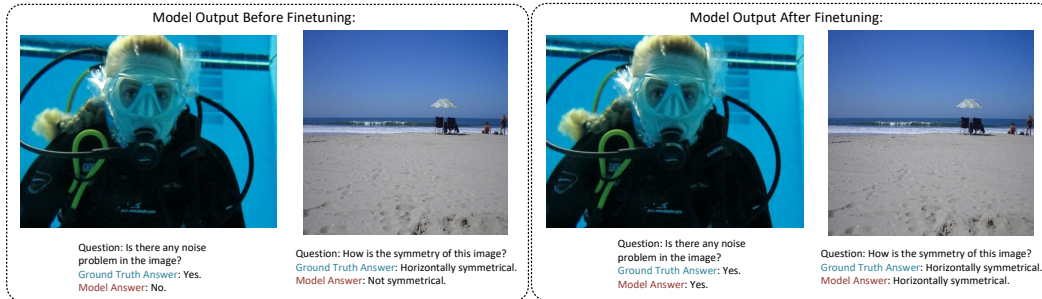 Model Output Before Finetuning:
Question: Is there any noise
problem in the image?
Ground Truth Answer: Yes.
Model Answer: No.
Question: How is the symmetry of this image?
Ground Truth Answer: Horizontally symmetrical.
Model Answer: Not symmetrical.
Model Output After Finetuning:
Question: Is there any noise
problem in the image?
Ground Truth Answer: Yes.
Model Answer: Yes.
Question: How is the symmetry of this image?
Ground Truth Answer: Horizontally symmetrical.
Model Answer: Horizontally symmetrical.